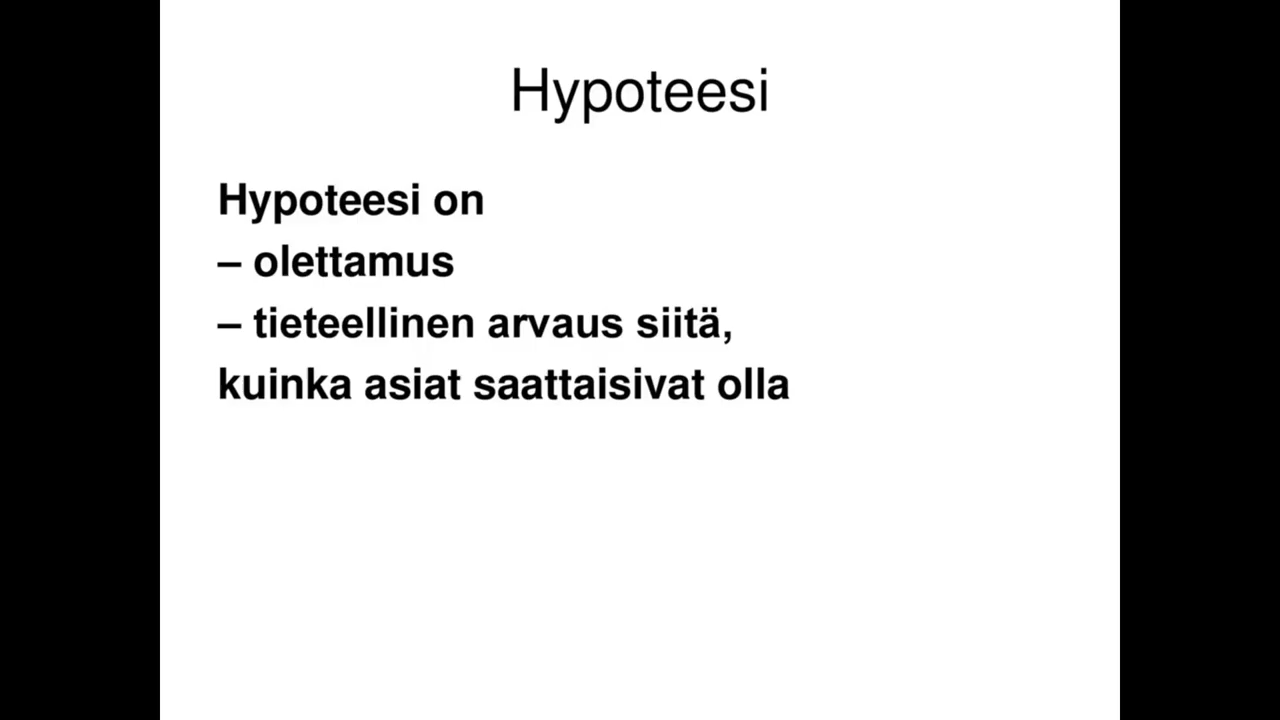 Hypoteesi
Hypoteesi on
– olettamus
– tieteellinen arvaus siitä,
kuinka asiat saattaisivat olla